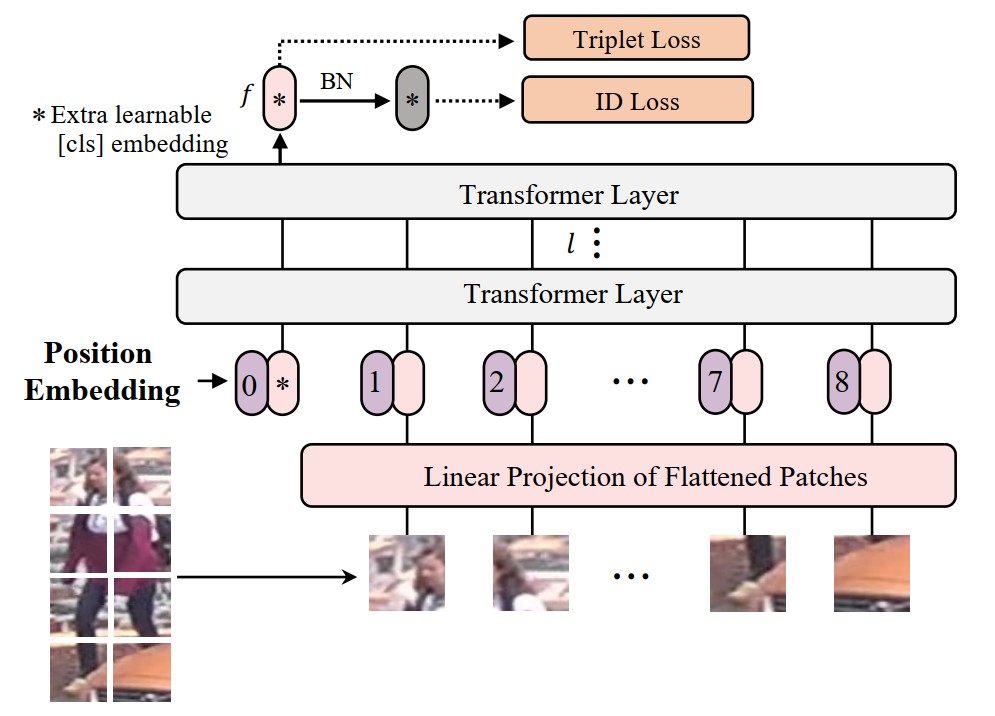 Triplet Loss
f
*
BN
*
ID Loss
* Extra learnable
[cls] embedding
Transformer Layer
l ⋮
Transformer Layer
Position
Embedding
0 * 1 2 ... 7 8
Linear Projection of Flattened Patches
...